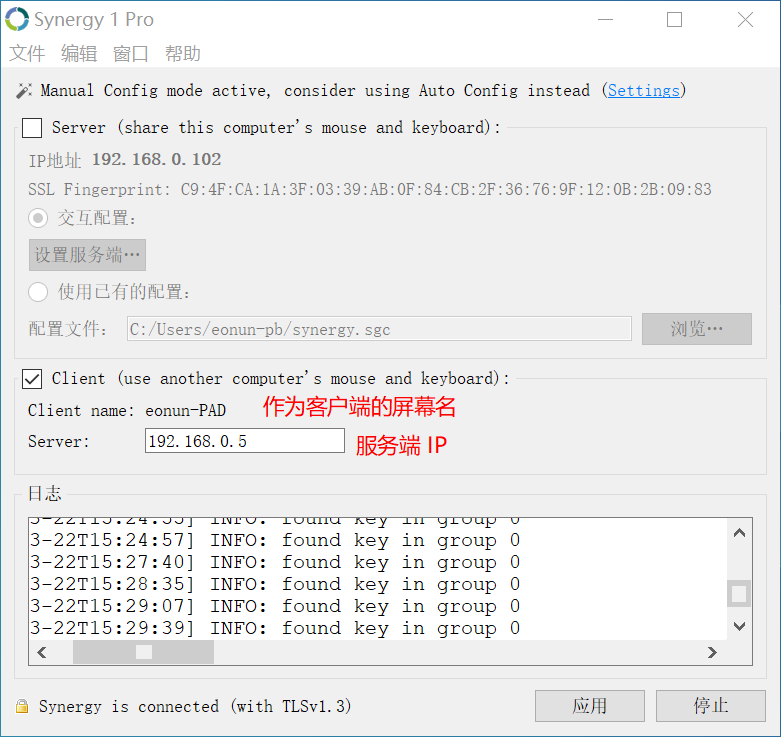 Synergy 1 Pro
文件 编辑 窗口 帮助
Manual Config mode active, consider using Auto Config instead (Settings)
Server (share this computer's mouse and keyboard):
IP地址 192.168.0.102
SSL Fingerprint: C9:4F:CA:1A:3F:03:39:AB:0F:84:CB:2F:36:76:9F:12:0B:2B:09:83
交互配置:
设置服务端…
使用已有的配置:
配置文件: C:/Users/eonun-pb/synergy.sgc 浏览…
Client (use another computer's mouse and keyboard):
Client name: eonun-PAD 作为客户端的屏幕名
Server: 192.168.0.5 服务端 IP
日志
3-22T15:24:55] INFO: found key in group 0
3-22T15:24:57] INFO: found key in group 0
3-22T15:27:40] INFO: found key in group 0
3-22T15:28:35] INFO: found key in group 0
3-22T15:29:07] INFO: found key in group 0
3-22T15:29:39] INFO: found key in group 0
Synergy is connected (with TLSv1.3) 应用 停止